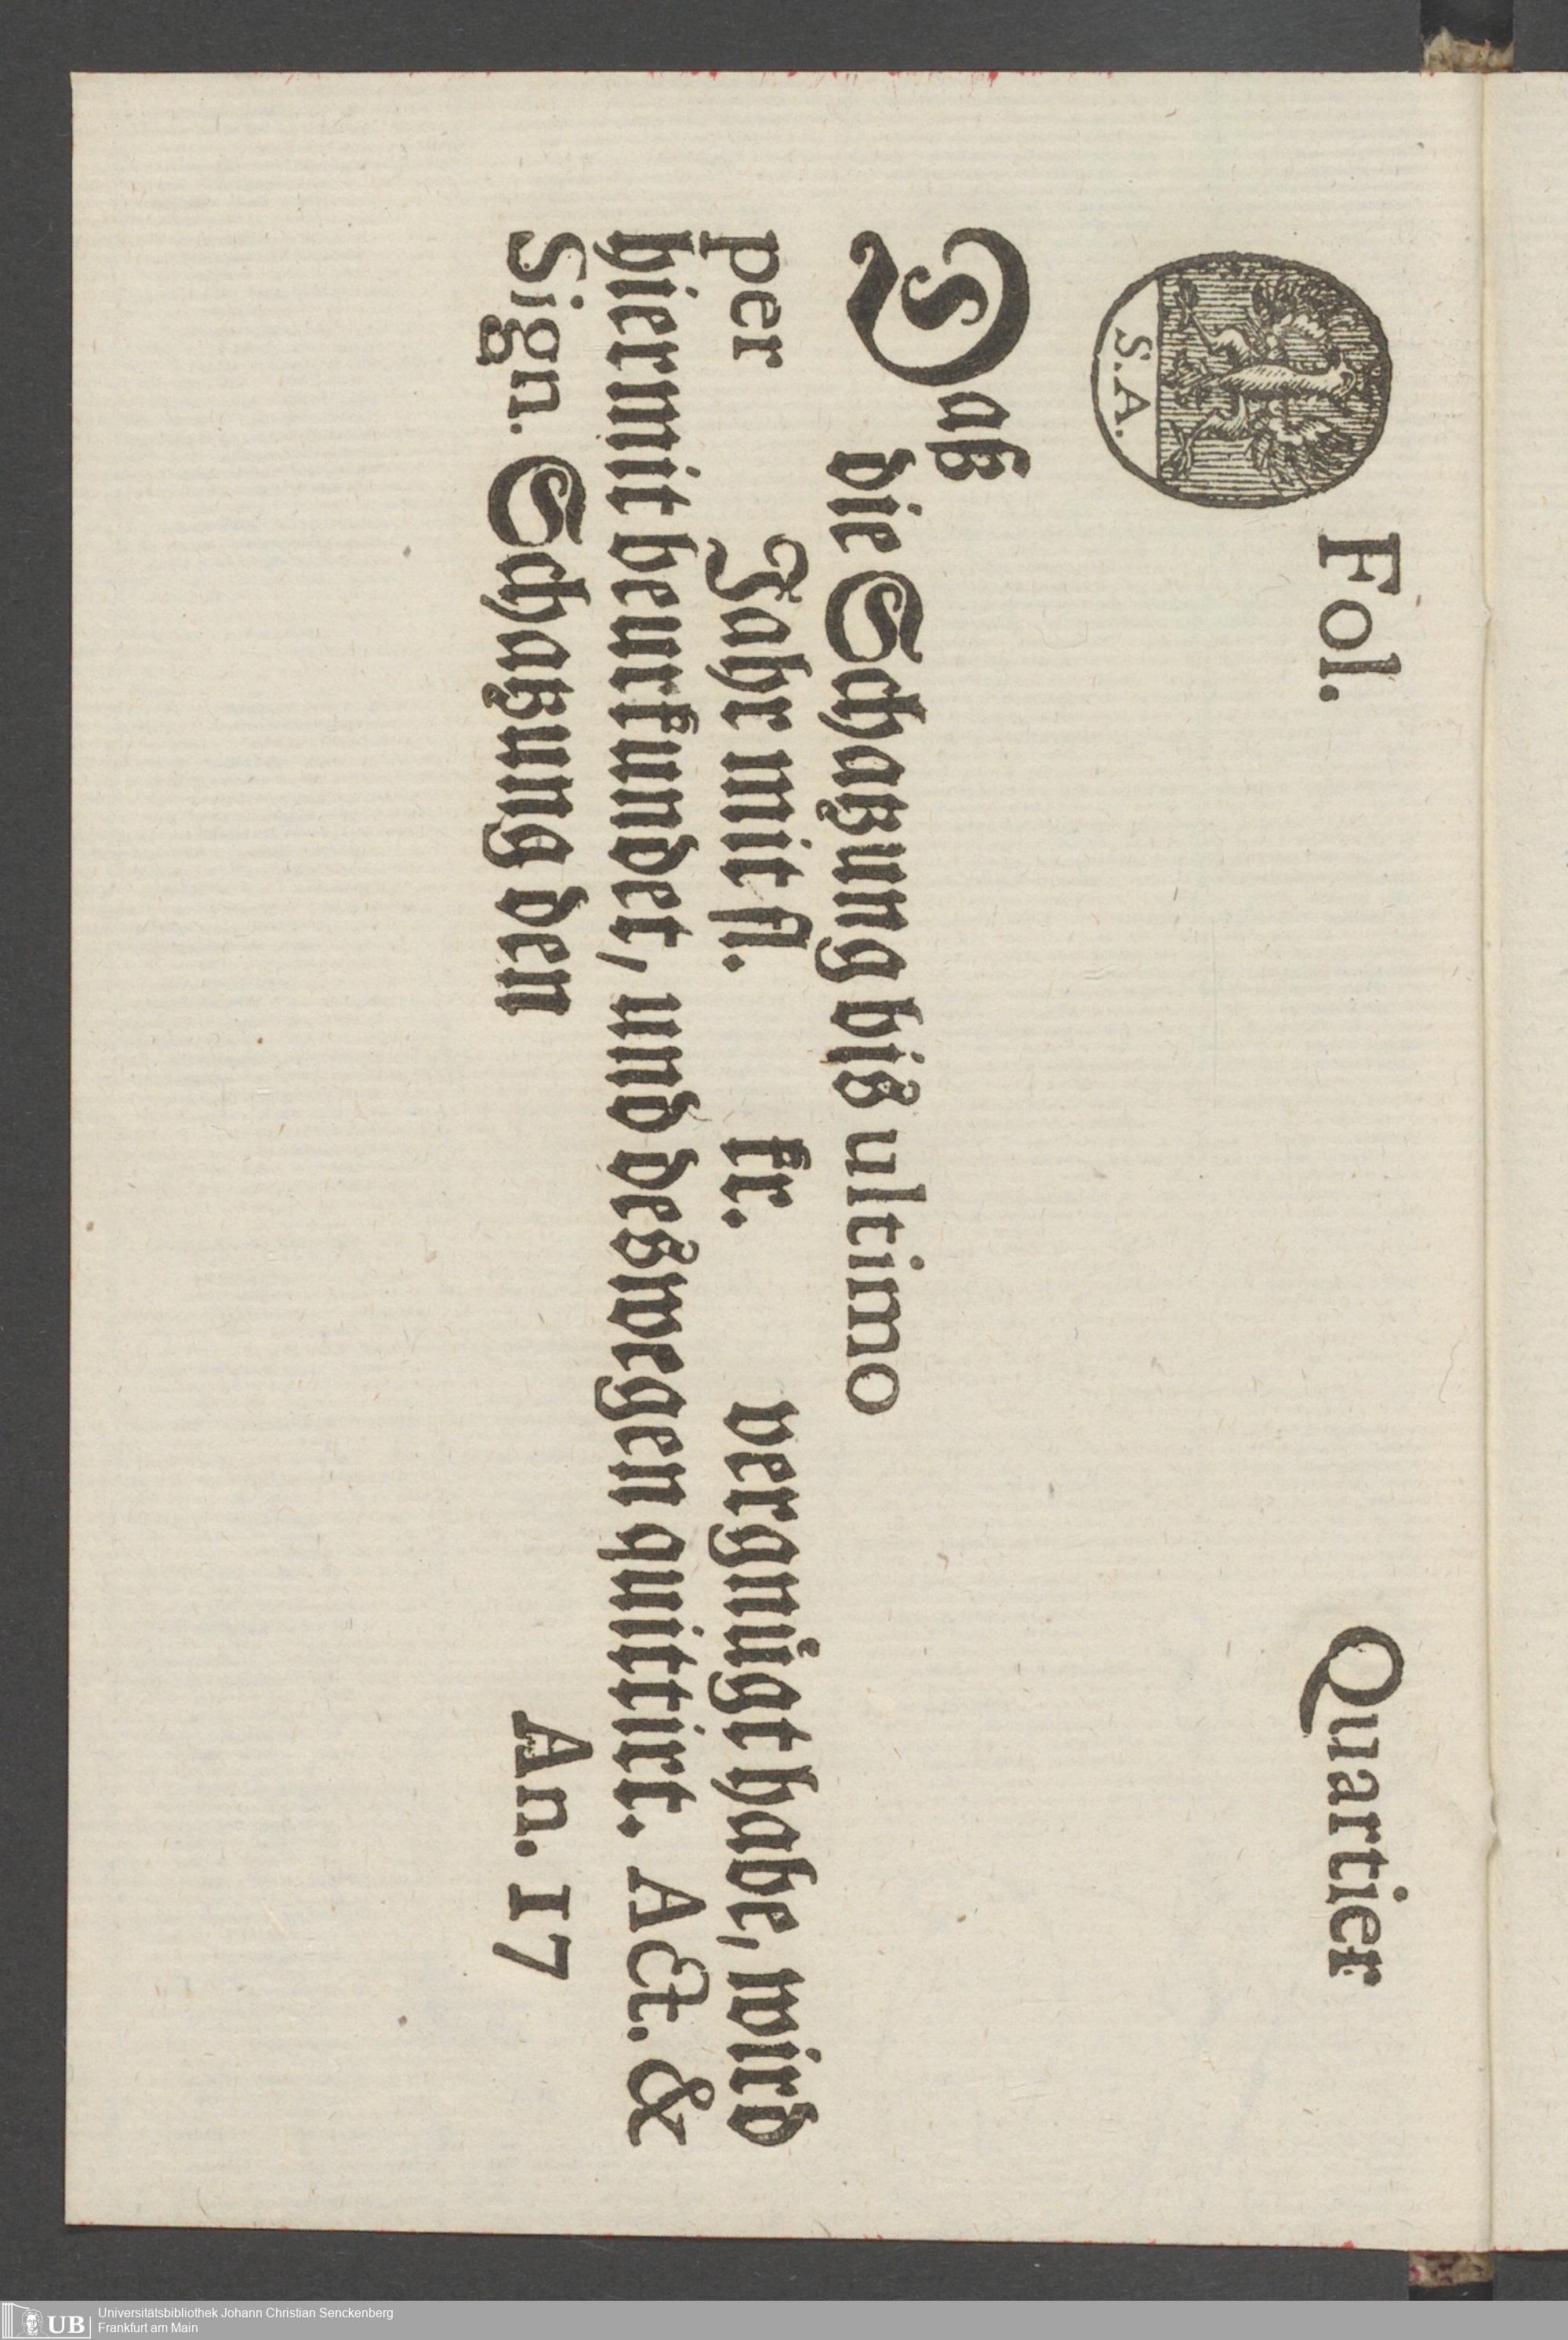 Fol. Quartier
S. A.
Daß
die Schatzung biß ultimo
per Jahr mit fl. kr. vergnügt habe, wird
hiermit beurkundet, und deßwegen quittirt. Act. &
Sign. Schatzung den An. 17
UB
Universitätsbibliothek Johann Christian Senckenberg
Frankfurt am Main